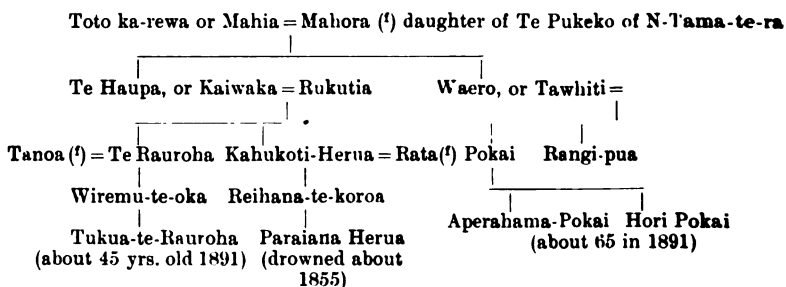 Toto ka-rewa or Mahia = Mahora (f) daughter of Te Pukeko of N-Tama-te-ra
Te Haupa, or Kaiwaka = Rukutia Waero, or Tawhiti =
Tanoa (f) = Te Rauroha Kahukoti-Herua = Rata (f) Pokai Rangi-pua
Wiremu-te-oka Reihana-te-koroa
Aperahama-Pokai Hori Pokai
Tukua-te-Rauroha Paraiana Herua (about 65 in 1891)
(about 45 yrs. old 1891) (drowned about
1855)